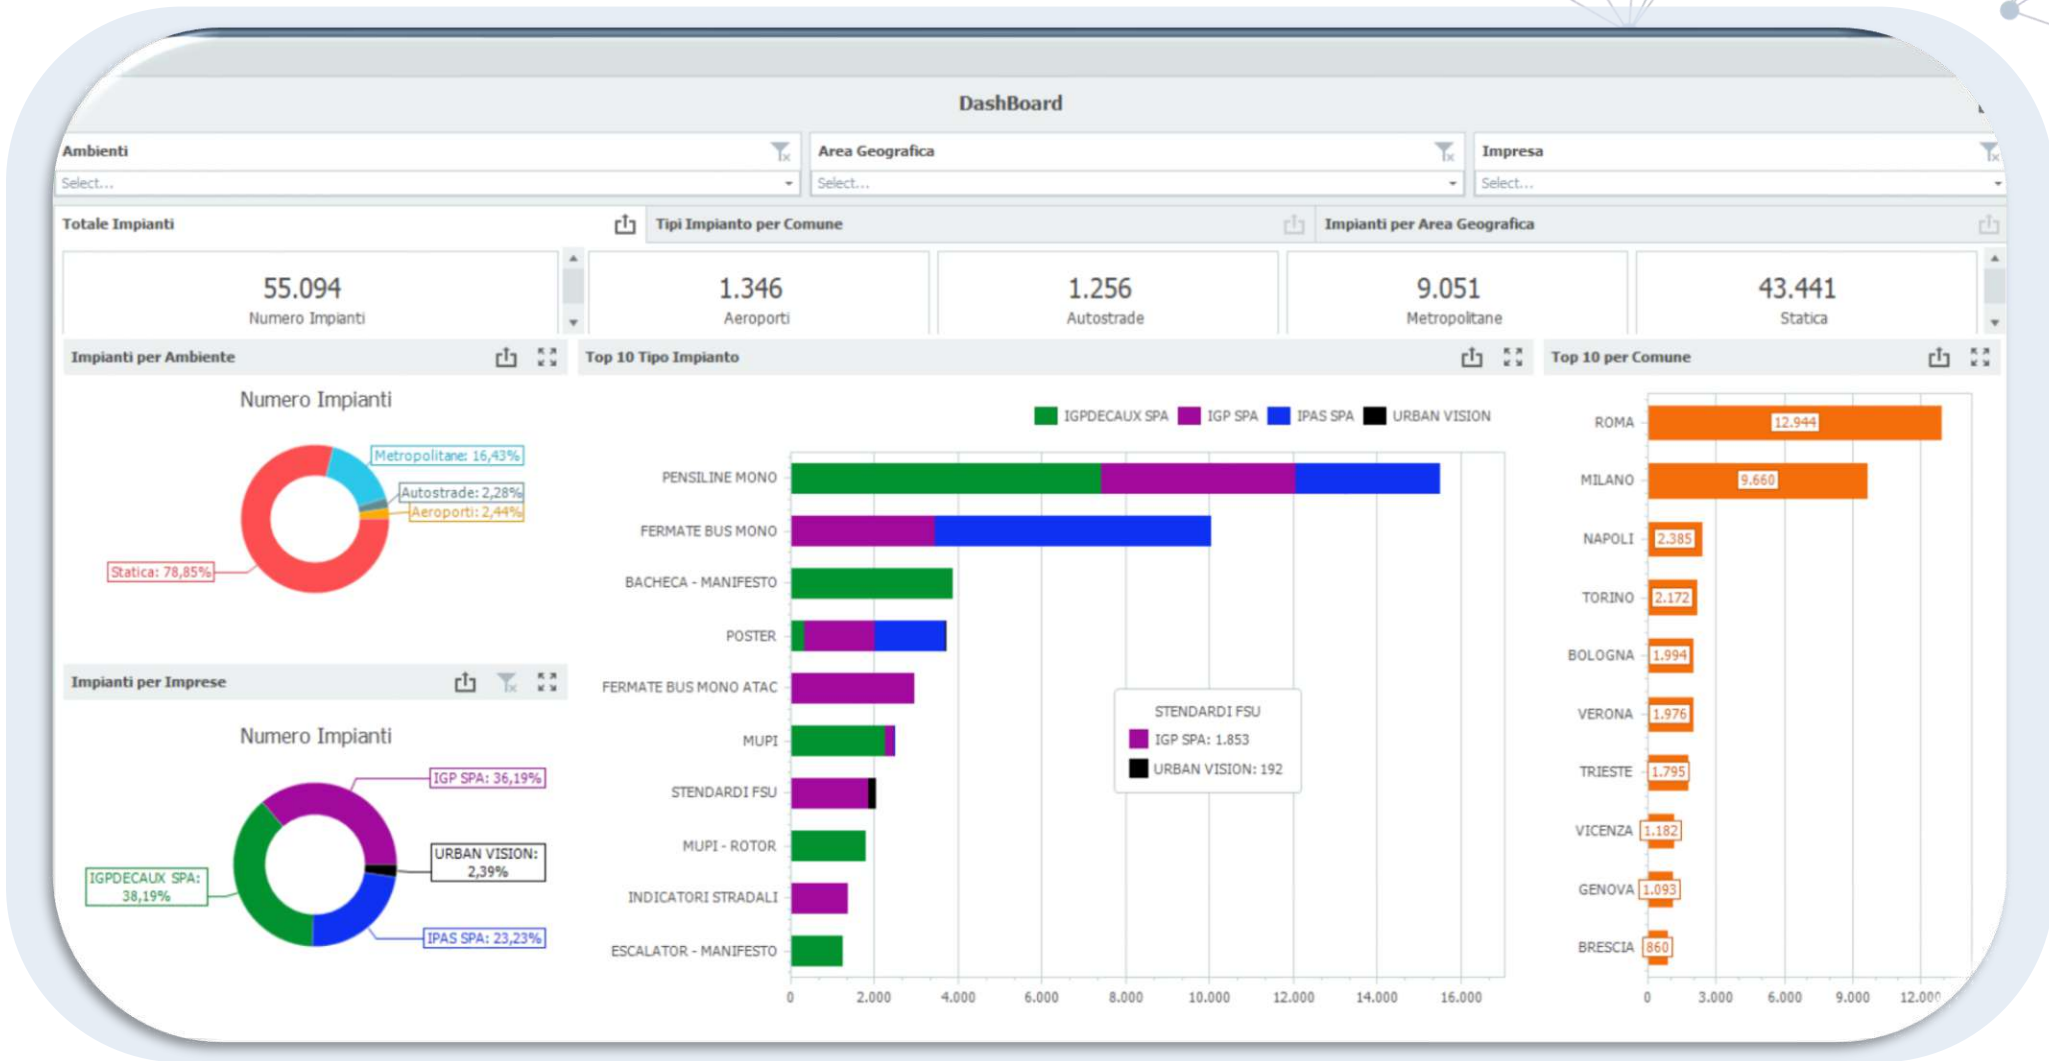 DashBoard
Ambienti
Area Geografica
Impresa
Select...
Select...
Select...
Totale Impianti
Tipi Impianto per Comune
Impianti per Area Geografica
55.094
Numero Impianti
1.346
Aeroporti
1.256
Autostrade
9.051
Metropolitane
43.441
Statica
Impianti per Ambiente
Numero Impianti
Metropolitane: 16,43%
Autostrade: 2,28%
Aeroporti: 2,44%
Statica: 78,85%
Impianti per Imprese
Numero Impianti
IGP SPA: 36,19%
URBAN VISION:
2,39%
IGPDECAUX SPA:
38,19%
IPAS SPA: 23,23%
Top 10 Tipo Impianto
IGPDECAUX SPA
IGP SPA
IPAS SPA
URBAN VISION
PENSILINE MONO
FERMATE BUS MONO
BACHECA - MANIFESTO
POSTER
FERMATE BUS MONO ATAC
MUPI
STENDARDI FSU
MUPI - ROTOR
INDICATORI STRADALI
ESCALATOR - MANIFESTO
STENDARDI FSU
IGP SPA: 1.853
URBAN VISION: 192
0 2.000 4.000 6.000 8.000 10.000 12.000 14.000 16.000
Top 10 per Comune
ROMA 12.944
MILANO 9.660
NAPOLI 2.385
TORINO 2.172
BOLOGNA 1.994
VERONA 1.976
TRIESTE 1.795
VICENZA 1.182
GENOVA 1.093
BRESCIA 860
0 3.000 6.000 9.000 12.000